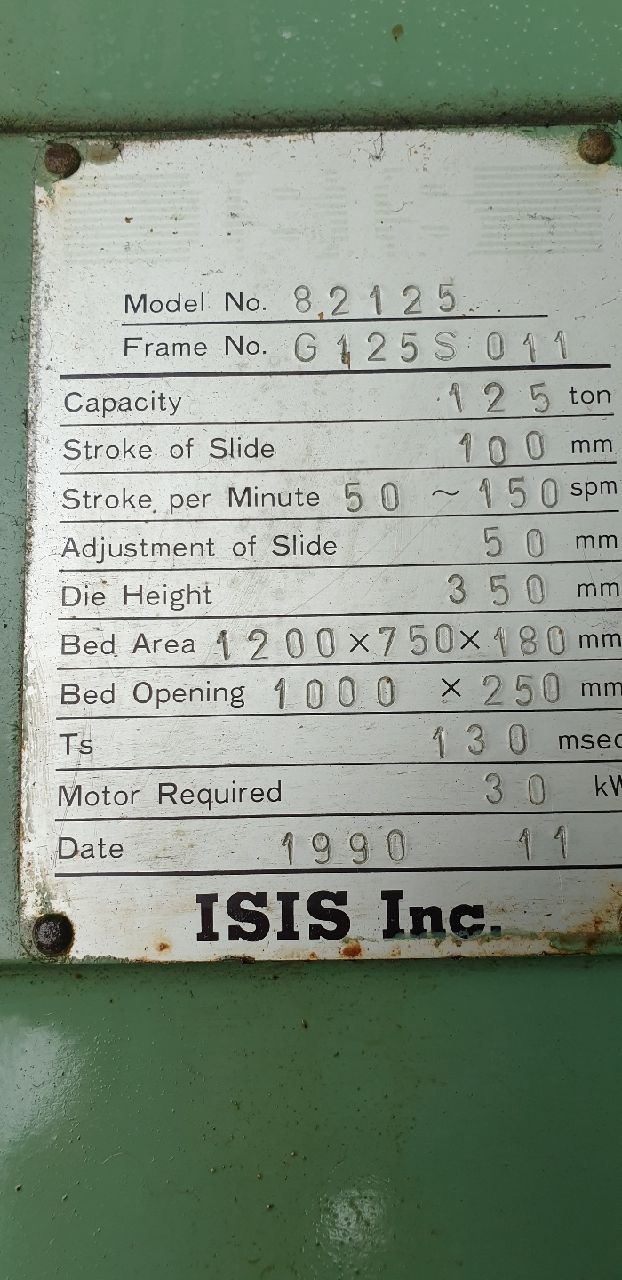 Model No. 82125
Frame No. G125S 011
Capacity 125 ton
Stroke of Slide 100 mm
Stroke per Minute 50 ~ 150 spm
Adjustment of Slide 50 mm
Die Height 350 mm
Bed Area 1200×750×180 mm
Bed Opening 1000 × 250 mm
Ts 130 msec
Motor Required 30 kW
Date 1990 11
ISIS Inc.